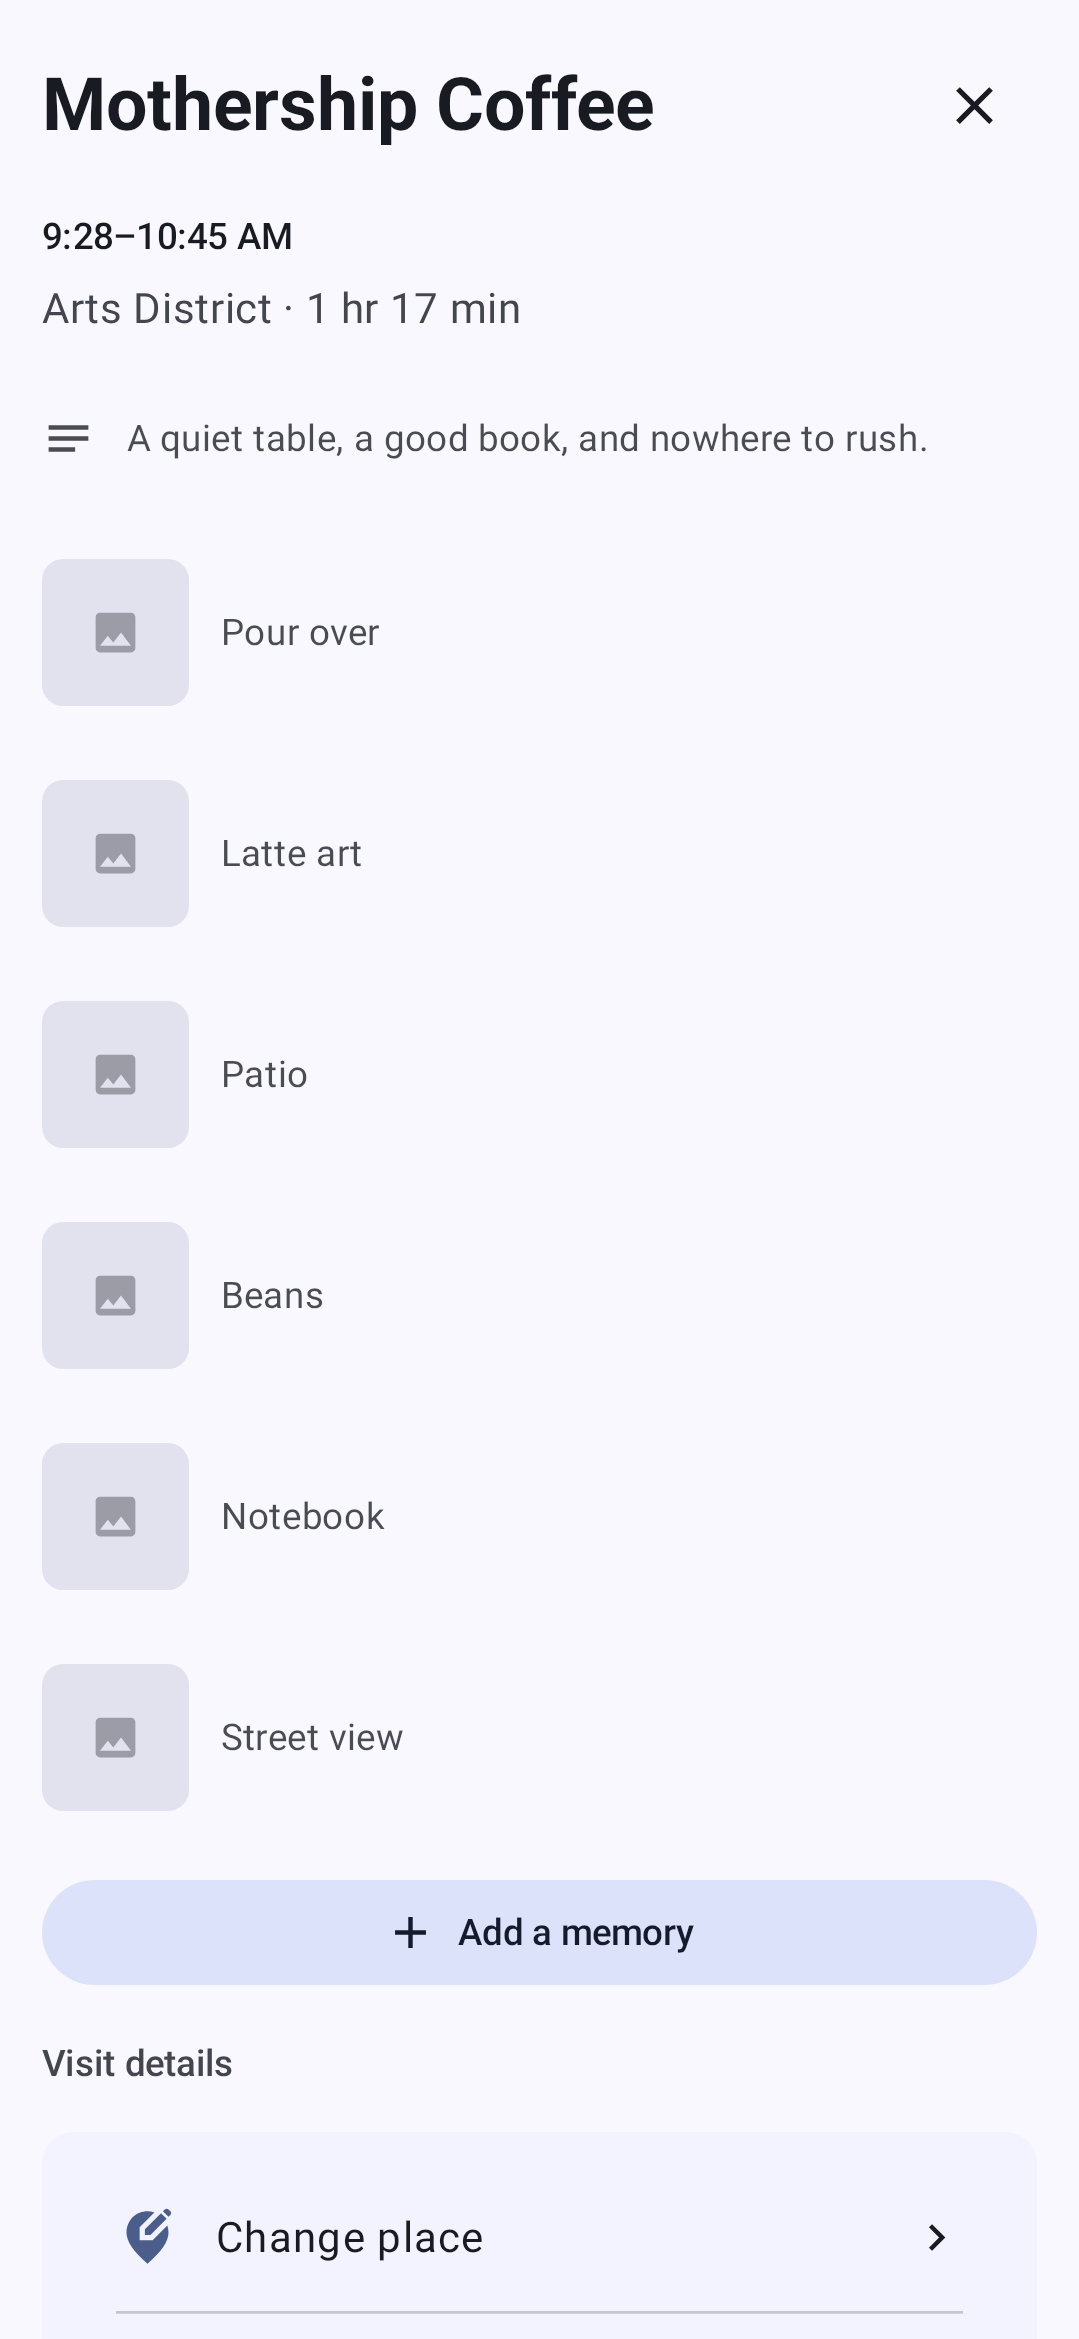 Mothership Coffee
9:28–10:45 AM
Arts District · 1 hr 17 min
A quiet table, a good book, and nowhere to rush.
Pour over
Latte art
Patio
Beans
Notebook
Street view
Add a memory
Visit details
Change place